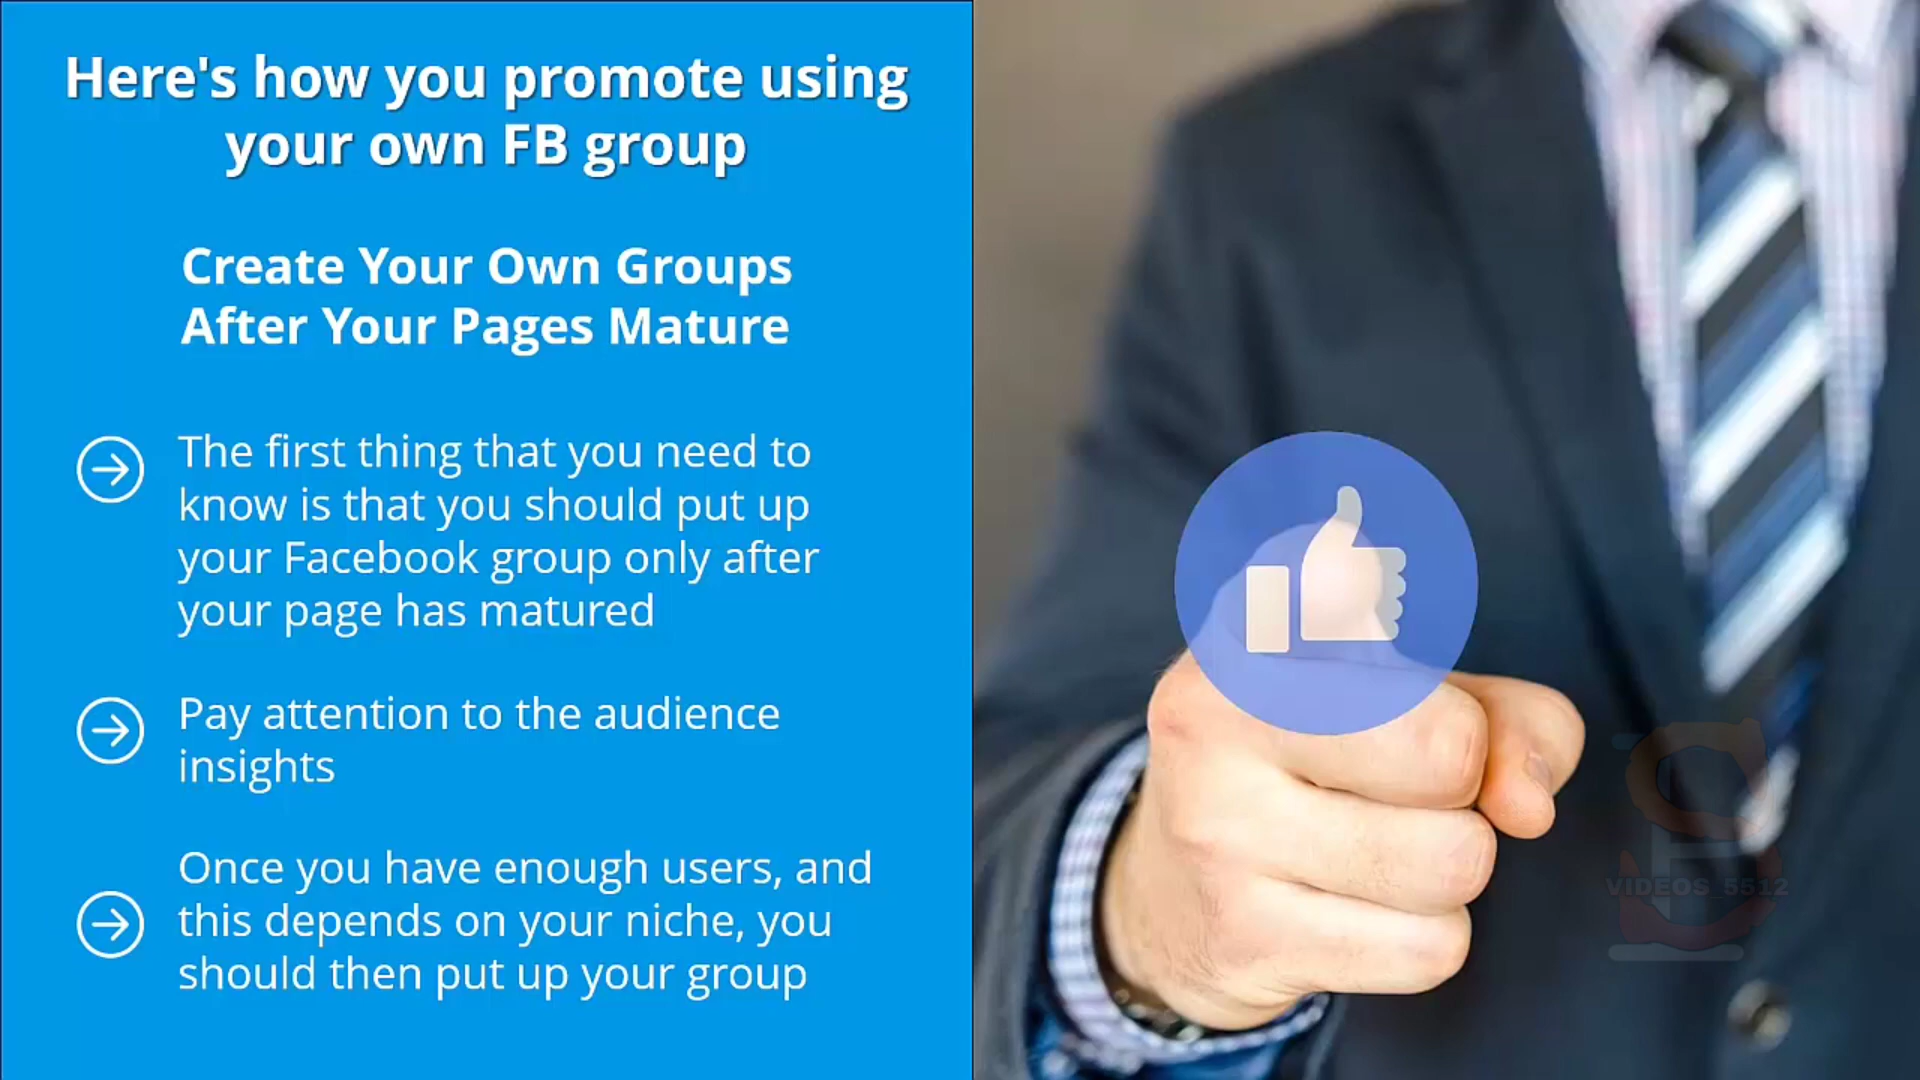 Here's how you promote using
your own FB group
Create Your Own Groups
After Your Pages Mature
The first thing that you need to
know is that you should put up
your Facebook group only after
your page has matured
Pay attention to the audience
insights
Once you have enough users, and
this depends on your niche, you
should then put up your group
VIDEOS_5512